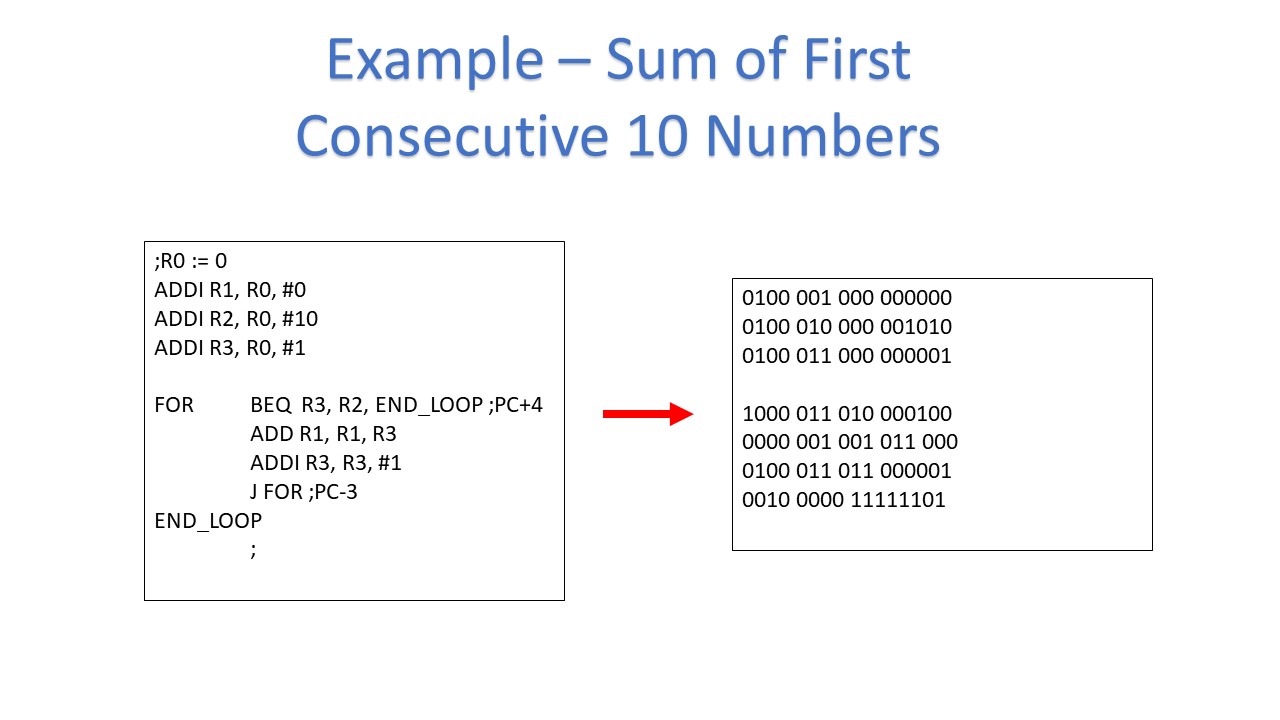 Example – Sum of First
Consecutive 10 Numbers
;R0 := 0
ADDI R1, R0, #0
ADDI R2, R0, #10
ADDI R3, R0, #1
FOR BEQ R3, R2, END_LOOP ;PC+4
ADD R1, R1, R3
ADDI R3, R3, #1
J FOR ;PC-3
END_LOOP
;
0100 001 000 000000
0100 010 000 001010
0100 011 000 000001
1000 011 010 000100
0000 001 001 011 000
0100 011 011 000001
0010 0000 11111101